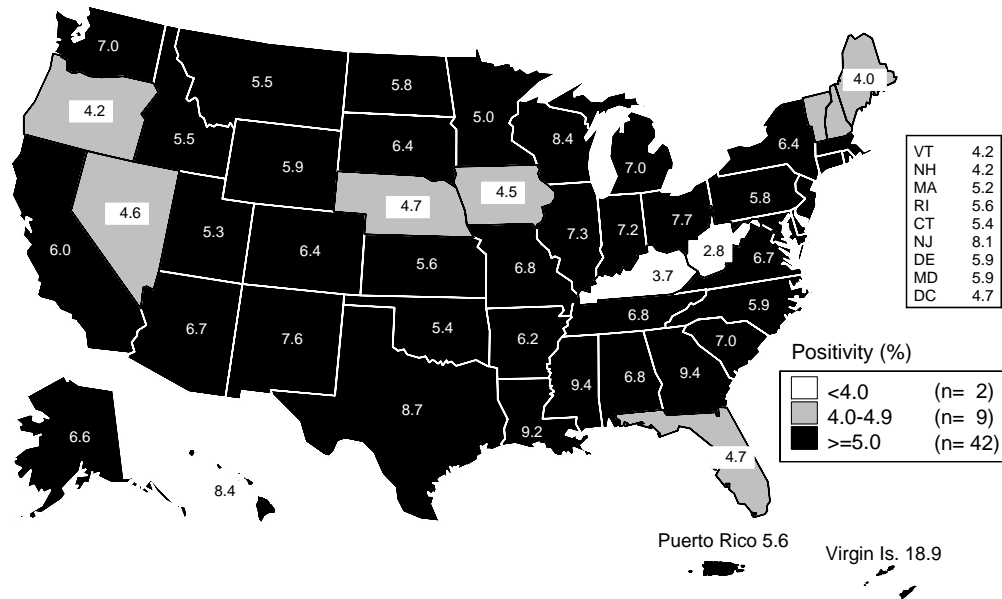 7.0
5.5
5.8
5.0
4.0
4.2
5.5
5.9
6.4
8.4
7.0
6.4
VT 4.2
NH 4.2
MA 5.2
RI 5.6
CT 5.4
NJ 8.1
DE 5.9
MD 5.9
DC 4.7
4.6
5.3
6.4
4.7
4.5
5.8
6.0
5.6
6.8
7.3
7.2
7.7
2.8
6.7
3.7
6.7
7.6
5.4
6.2
6.8
5.9
7.0
8.7
9.2
9.4
6.8
9.4
4.7
6.6
8.4
Positivity (%)
<4.0 (n= 2)
4.0-4.9 (n= 9)
>=5.0 (n= 42)
Puerto Rico 5.6
Virgin Is. 18.9